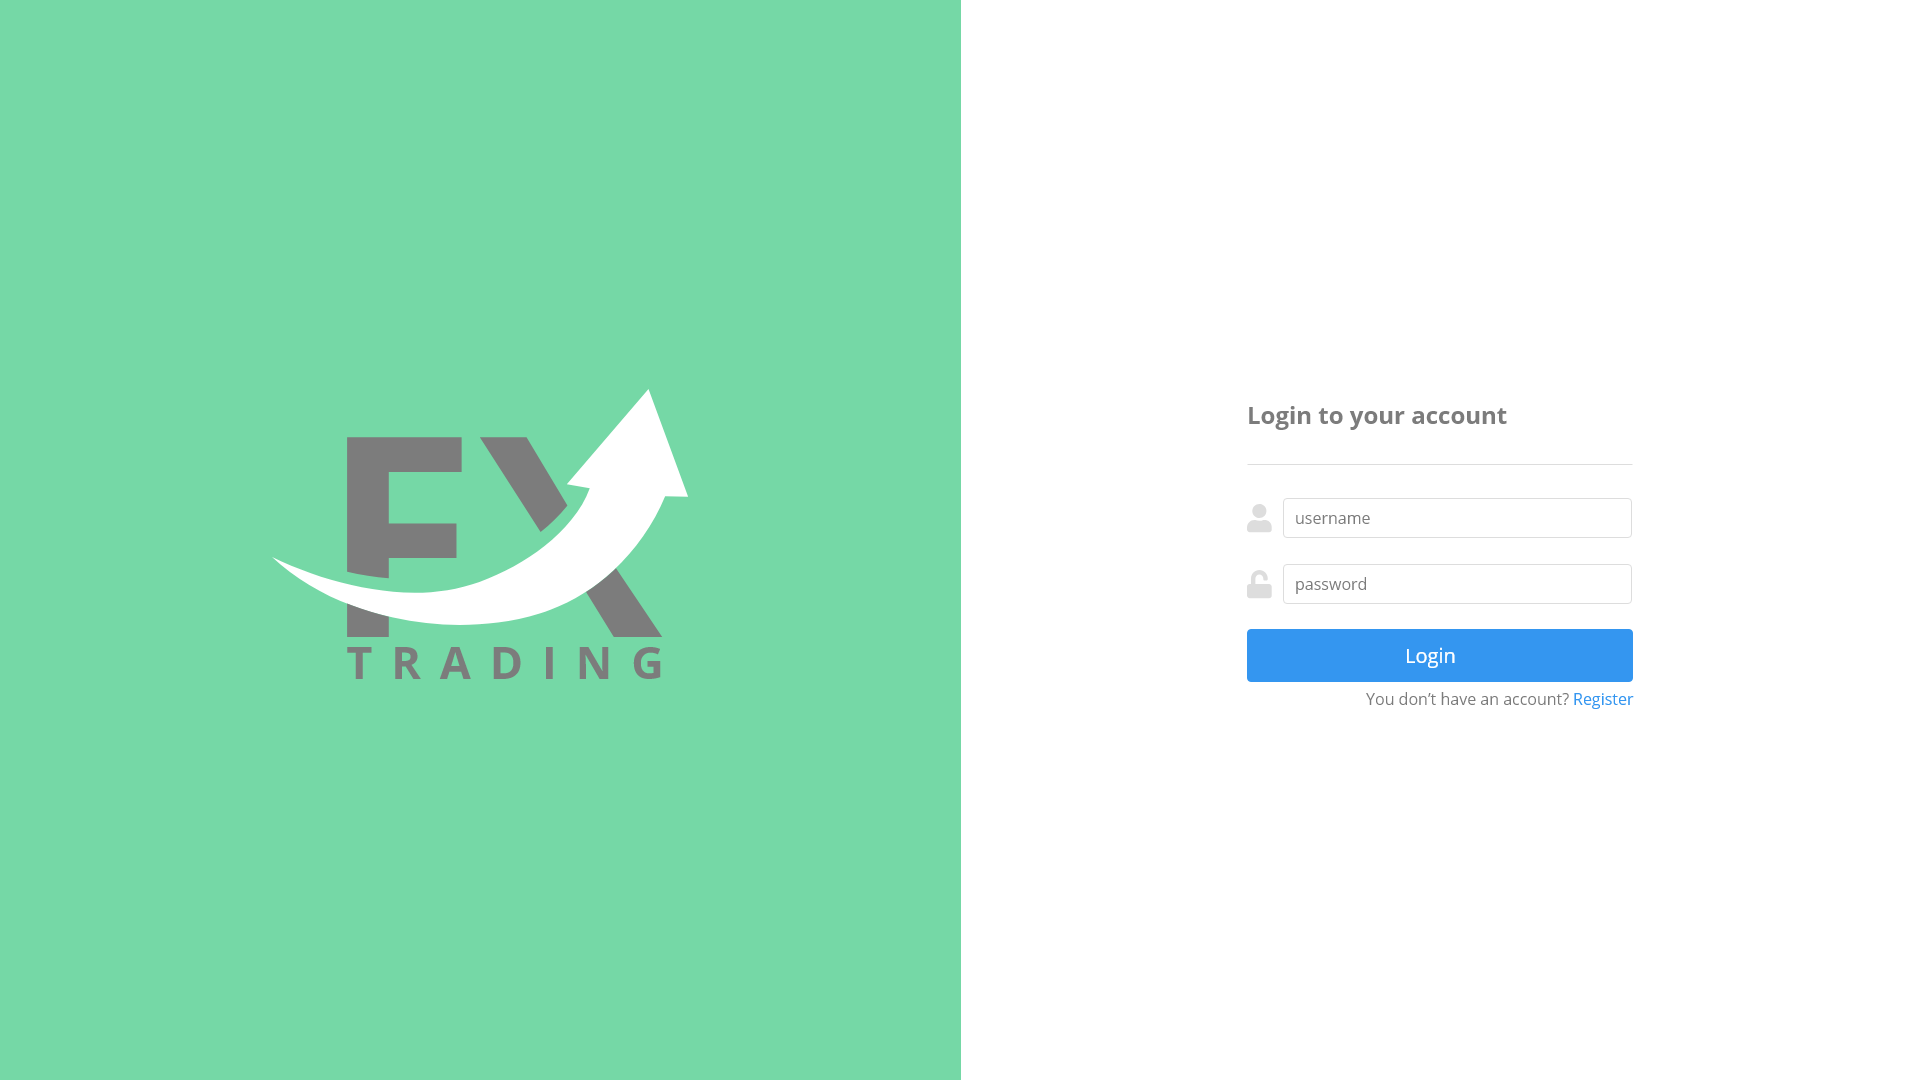 FX
TRADING
Login to your account
username
password
Login
You don't have an account? Register